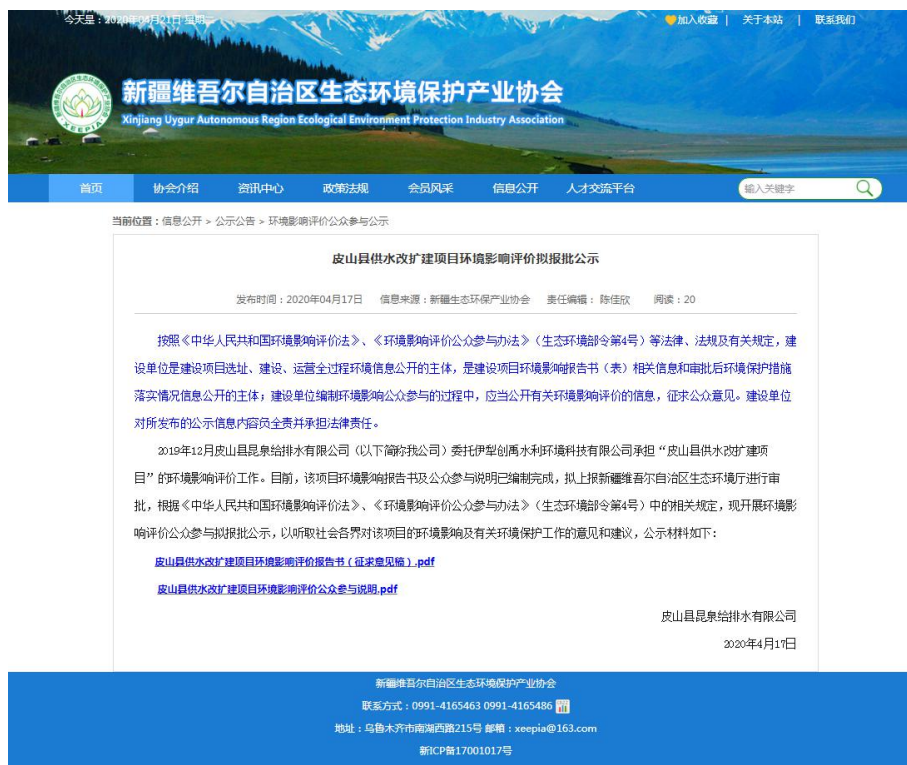 今天是：2020年04月21日 星期二
加入收藏 | 关于本站 | 联系我们
新疆维吾尔自治区生态环境保护产业协会
Xinjiang Uygur Autonomous Region Ecological Environment Protection Industry Association
XEEPIA
首页 协会介绍 资讯中心 政策法规 会员风采 信息公开 人才交流平台 输入关键字
当前位置：信息公开 > 公示公告 > 环境影响评价公众参与公示
皮山县供水改扩建项目环境影响评价拟报批公示
发布时间：2020年04月17日 信息来源：新疆生态环保产业协会 责任编辑： 陈佳欣 阅读：20
按照《中华人民共和国环境影响评价法》、《环境影响评价公众参与办法》（生态环境部令第4号）等法律、法规及有关规定，建
设单位是建设项目选址、建设、运营全过程环境信息公开的主体，是建设项目环境影响报告书（表）相关信息和审批后环境保护措施
落实情况信息公开的主体；建设单位编制环境影响公众参与的过程中，应当公开有关环境影响评价的信息，征求公众意见。建设单位
对所发布的公示信息内容负全责并承担法律责任。
2019年12月皮山县昆泉给排水有限公司（以下简称我公司）委托伊犁创禹水利环境科技有限公司承担“皮山县供水改扩建项
目”的环境影响评价工作。目前，该项目环境影响报告书及公众参与说明已编制完成，拟上报新疆维吾尔自治区生态环境厅进行审
批，根据《中华人民共和国环境影响评价法》、《环境影响评价公众参与办法》（生态环境部令第4号）中的相关规定，现开展环境影
响评价公众参与拟报批公示，以听取社会各界对该项目的环境影响及有关环境保护工作的意见和建议，公示材料如下：
皮山县供水改扩建项目环境影响评价报告书（征求意见稿）.pdf
皮山县供水改扩建项目环境影响评价公众参与说明.pdf
皮山县昆泉给排水有限公司
2020年4月17日
新疆维吾尔自治区生态环境保护产业协会
联系方式：0991-4165463 0991-4165486
地址：乌鲁木齐市南湖西路215号 邮箱：xeepia@163.com
新ICP备17001017号